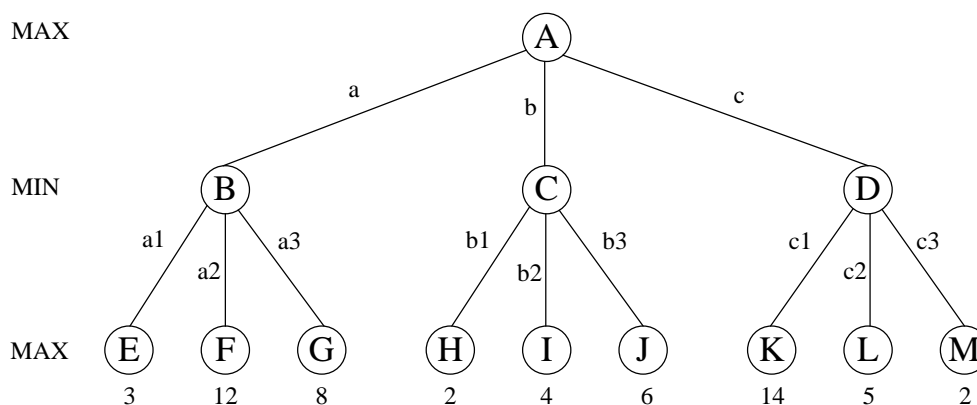 MAX A
a b c
MIN B C D
a1 a2 a3 b1 b2 b3 c1 c2 c3
MAX E F G H I J K L M
3 12 8 2 4 6 14 5 2